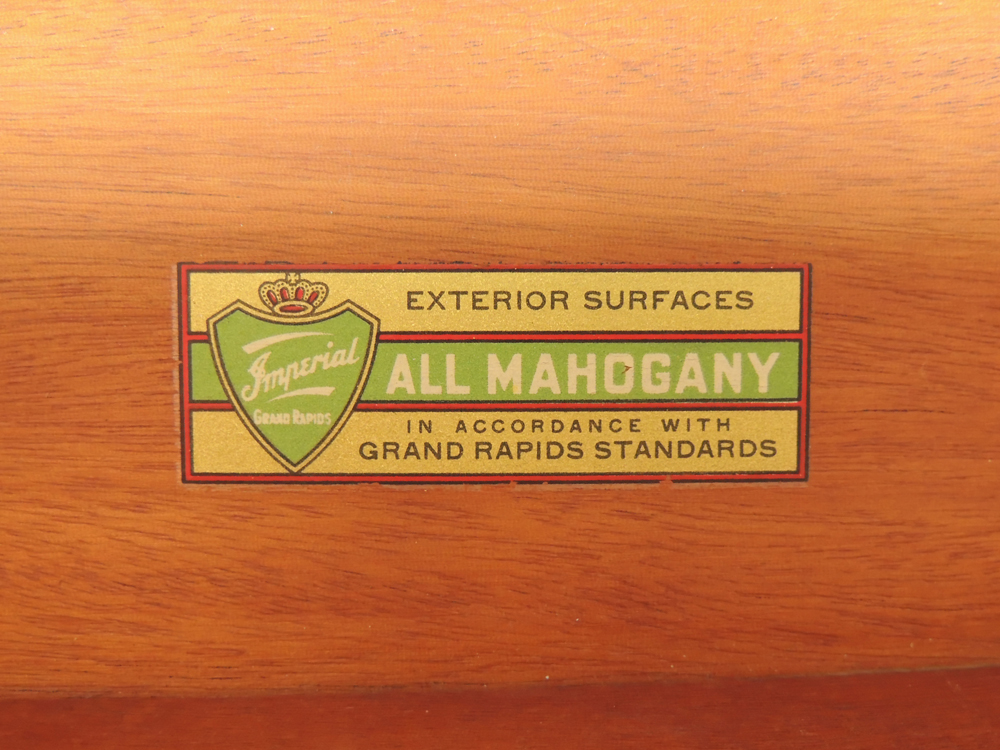 Imperial
GRAND RAPIDS
EXTERIOR SURFACES
ALL MAHOGANY
IN ACCORDANCE WITH
GRAND RAPIDS STANDARDS